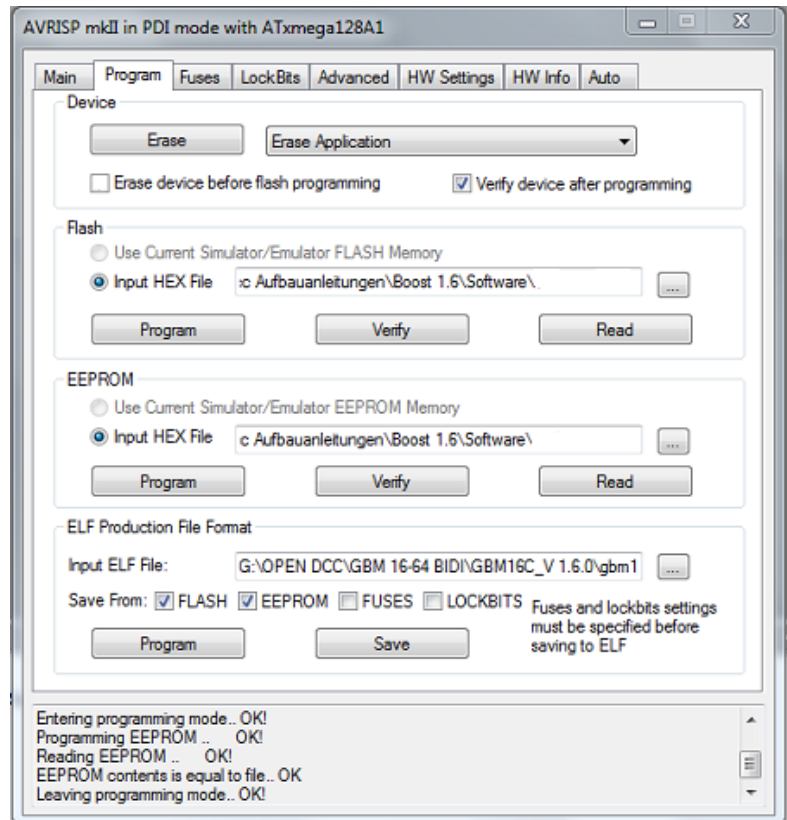 AVRISP mkII in PDI mode with ATxmega128A1
Main Program Fuses LockBits Advanced HW Settings HW Info Auto
Device
Erase Erase Application
Erase device before flash programming Verify device after programming
Flash
Use Current Simulator/Emulator FLASH Memory
Input HEX File :c Aufbauanleitungen\Boost 1.6\Software\ ...
Program Verify Read
EEPROM
Use Current Simulator/Emulator EEPROM Memory
Input HEX File c Aufbauanleitungen\Boost 1.6\Software\ ...
Program Verify Read
ELF Production File Format
Input ELF File: G:\OPEN DCC\GBM 16-64 BIDI\GBM16C_V 1.6.0\gbm1 ...
Save From: FLASH EEPROM FUSES LOCKBITS Fuses and lockbits settings
must be specified before
Program Save saving to ELF
Entering programming mode.. OK!
Programming EEPROM .. OK!
Reading EEPROM .. OK!
EEPROM contents is equal to file.. OK
Leaving programming mode.. OK!